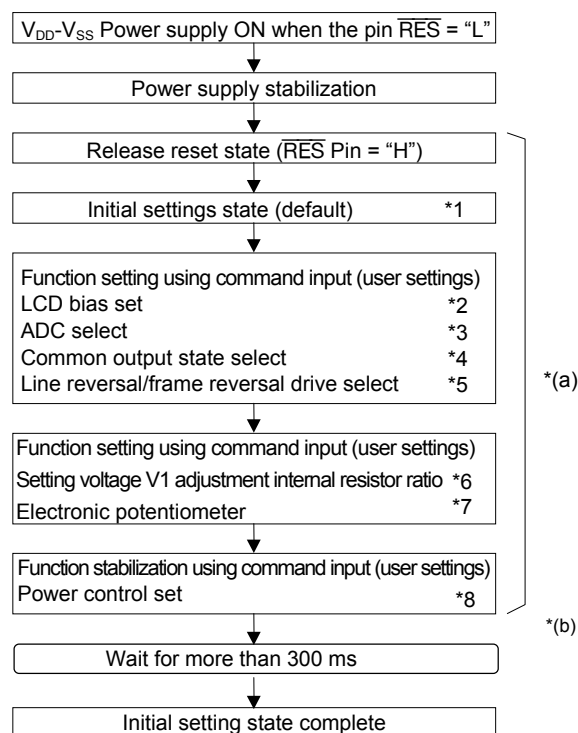 VDD-VSS Power supply ON when the pin RES = “L”
Power supply stabilization
Release reset state (RES Pin = “H”)
Initial settings state (default) *1
Function setting using command input (user settings)
LCD bias set *2
ADC select *3
Common output state select *4
Line reversal/frame reversal drive select *5
*(a)
Function setting using command input (user settings)
Setting voltage V1 adjustment internal resistor ratio *6
Electronic potentiometer *7
Function stabilization using command input (user settings)
Power control set *8
*(b)
Wait for more than 300 ms
Initial setting state complete